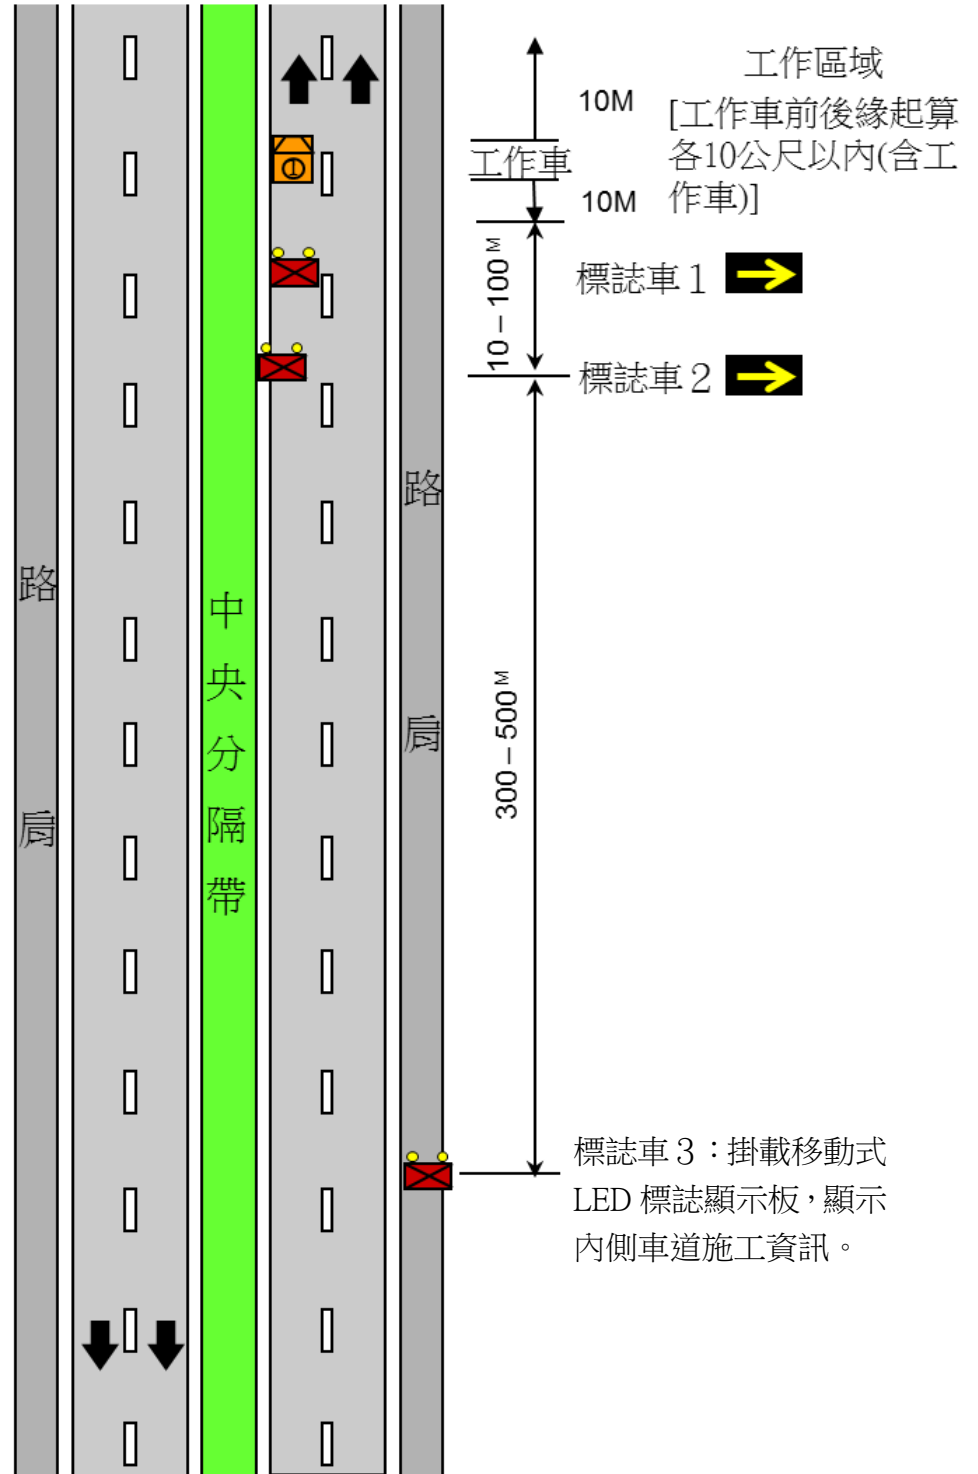 工作區域
10M
[工作車前後緣起算
各10公尺以內(含工
作車)]
工作車
①
10M
10－100M
標誌車１
標誌車２
路肩
路肩
中央分隔帶
300－500M
標誌車３：掛載移動式
LED 標誌顯示板，顯示
內側車道施工資訊。